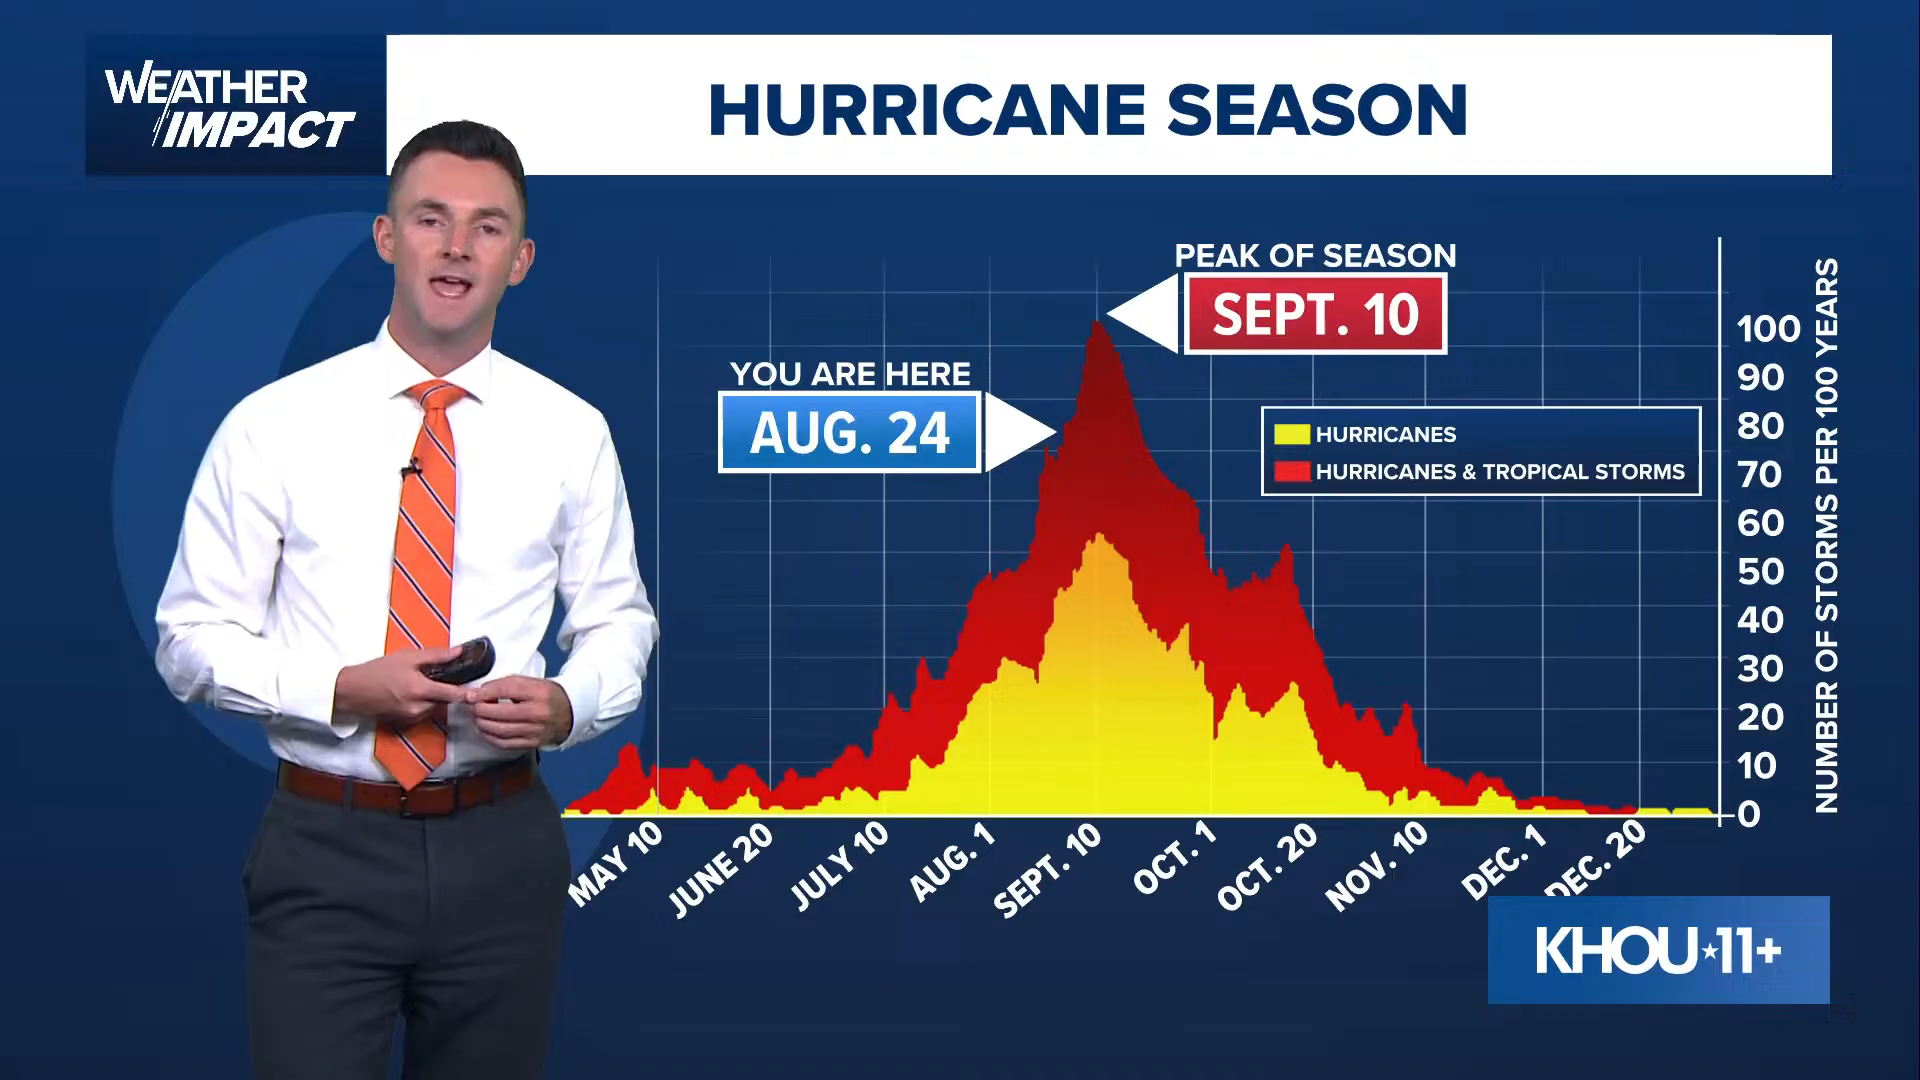 WEATHER
IMPACT
HURRICANE SEASON
PEAK OF SEASON
SEPT. 10
YOU ARE HERE
AUG. 24
HURRICANES
HURRICANES & TROPICAL STORMS
100
90
80
70
60
50
40
30
20
10
0
NUMBER OF STORMS PER 100 YEARS
MAY 10
JUNE 20
JULY 10
AUG. 1
SEPT. 10
OCT. 1
OCT. 20
NOV. 10
DEC. 1
DEC. 20
KHOU★11+